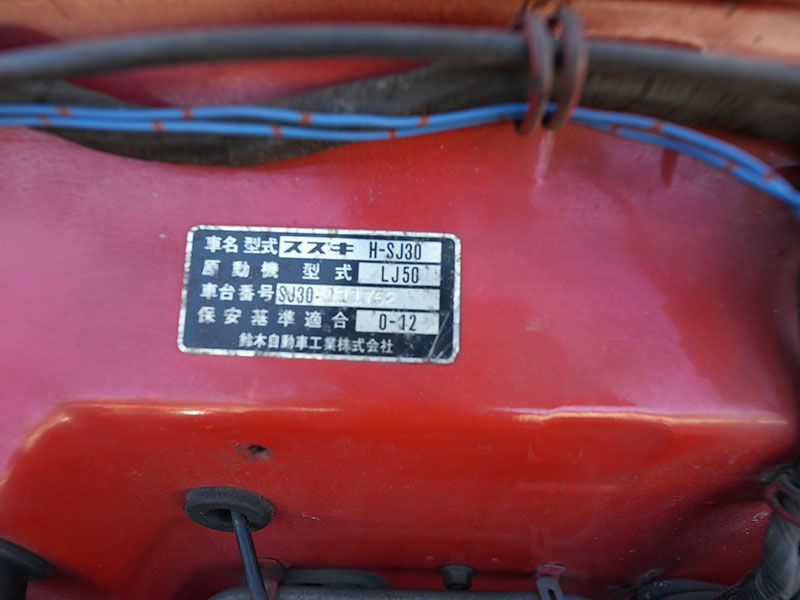 車名型式 スズキ H-SJ30
原動機型式 LJ50
車台番号 SJ30-
保安基準適合 0-12
鈴木自動車工業株式会社